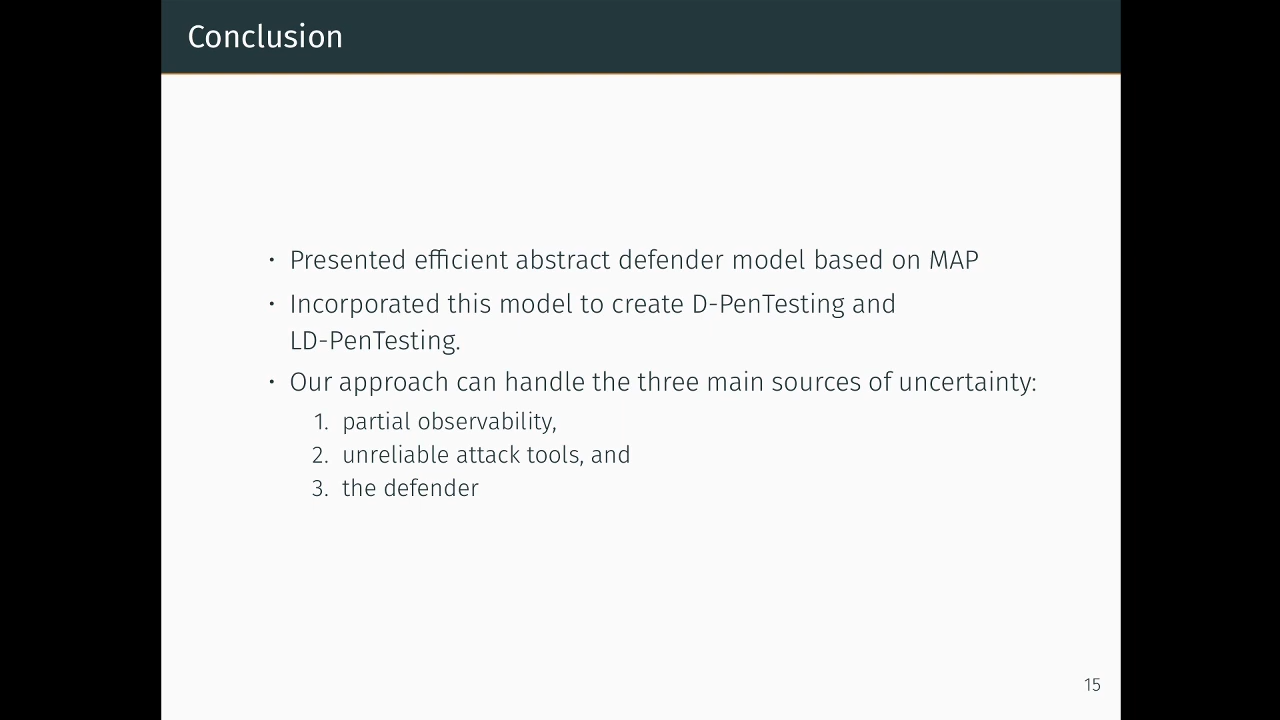 Conclusion
• Presented efficient abstract defender model based on MAP
• Incorporated this model to create D-PenTesting and
LD-PenTesting.
• Our approach can handle the three main sources of uncertainty:
1. partial observability,
2. unreliable attack tools, and
3. the defender
15